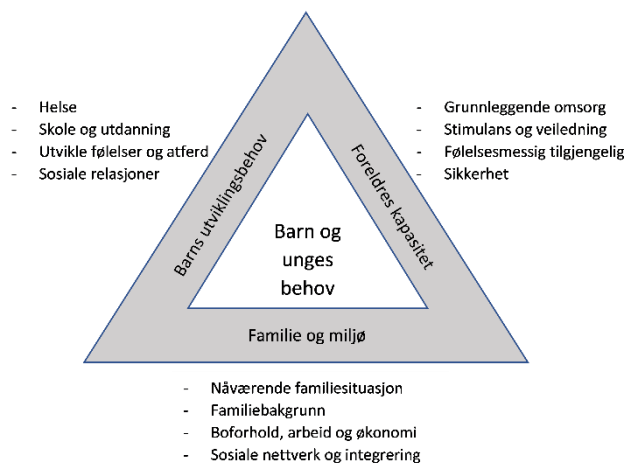 - Helse
- Skole og utdanning
- Utvikle følelser og atferd
- Sosiale relasjoner
Barns utviklingsbehov
Foreldres kapasitet
- Grunnleggende omsorg
- Stimulans og veiledning
- Følelsesmessig tilgjengelig
- Sikkerhet
Barn og
unges
behov
Familie og miljø
- Nåværende familiesituasjon
- Familiebakgrunn
- Boforhold, arbeid og økonomi
- Sosiale nettverk og integrering